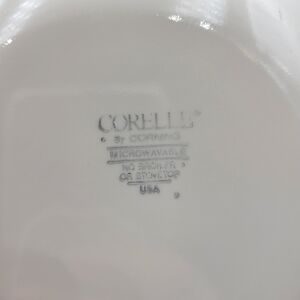 CORELLE®
BY CORNING
MICROWAVABLE
NO BROILER
OR STOVETOP
USA